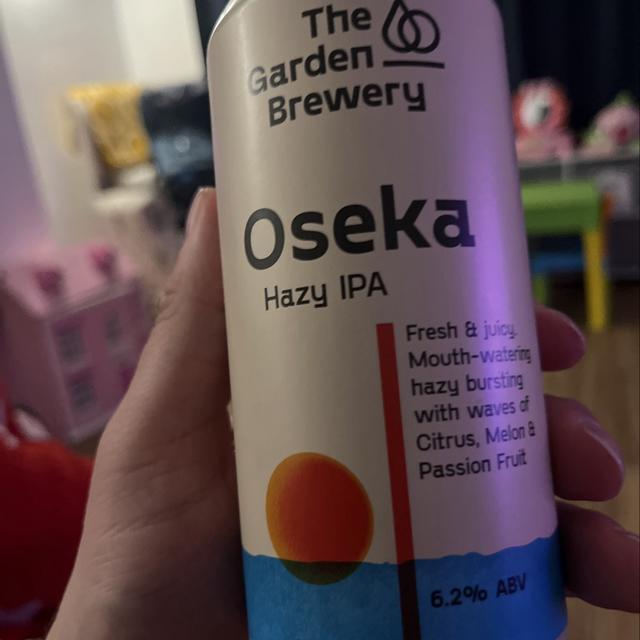 The
Garden
Brewery
Oseka
Hazy IPA
Fresh & juicy.
Mouth-watering
hazy bursting
with waves of
Citrus, Melon &
Passion Fruit
6.2% ABV